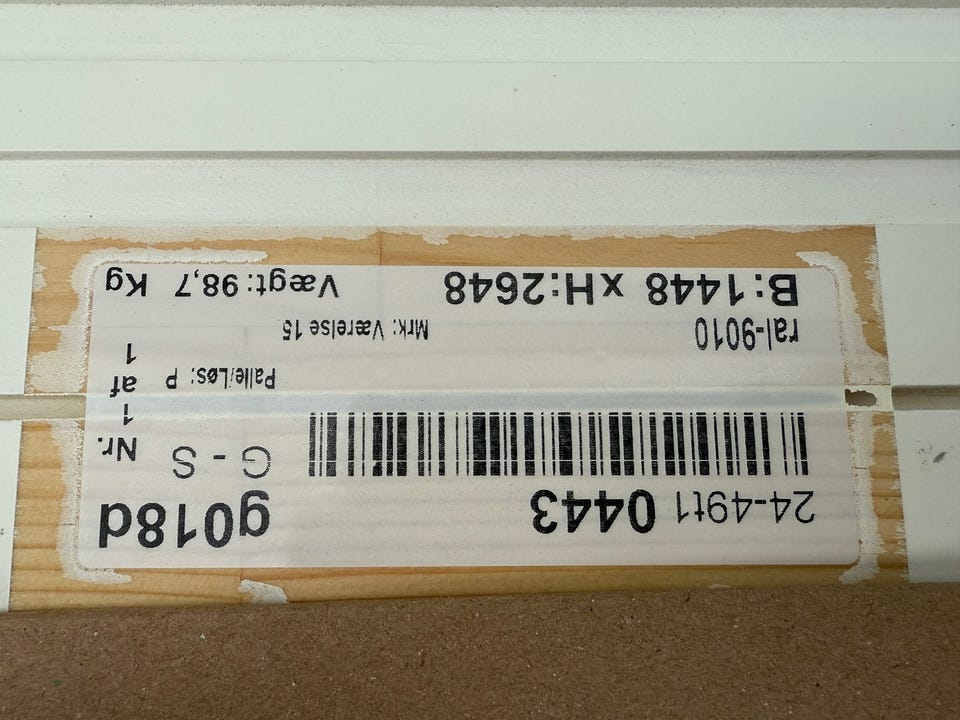 24-49t1 0443 g018d
G - S
Nr. 1 af 1
Palle/Løs: P
ral-9010 Mrk: Værelse 15
B:1448 xH:2648 Vægt:98,7 Kg